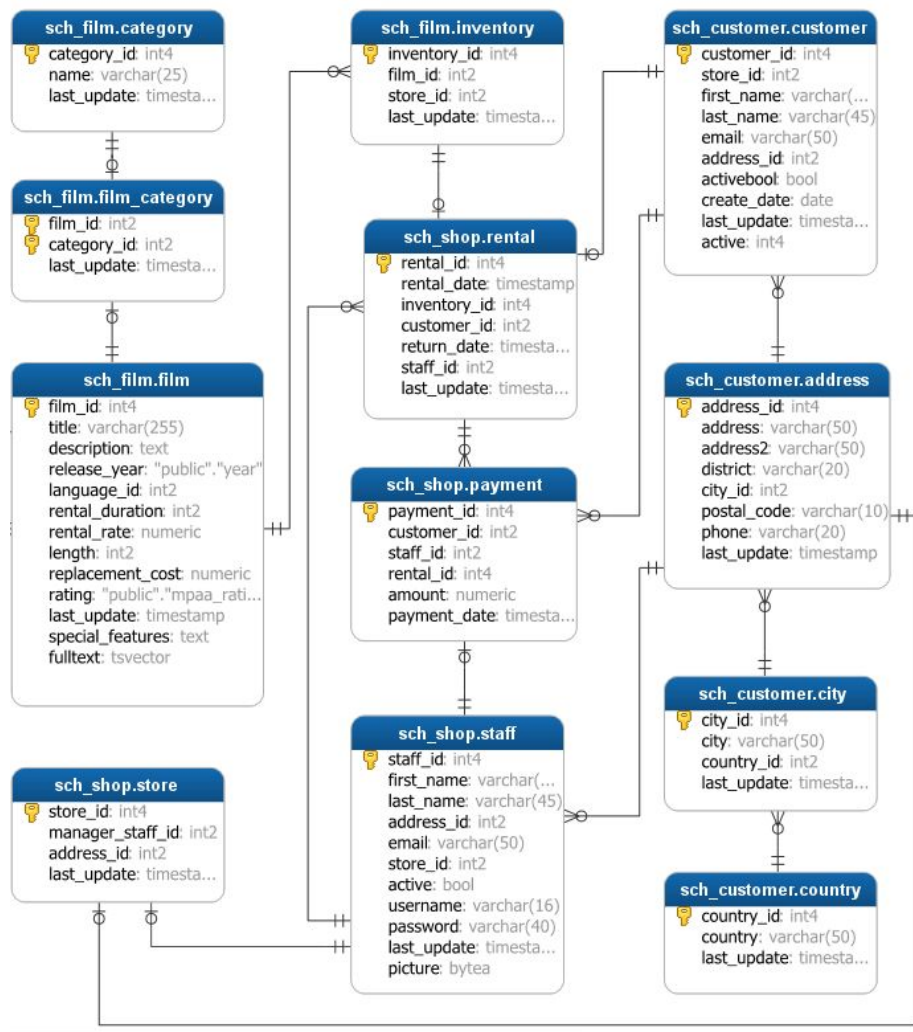 sch_film.category
category_id: int4
name: varchar(25)
last_update: timesta...
sch_film.film_category
film_id: int2
category_id: int2
last_update: timesta...
sch_film.film
film_id: int4
title: varchar(255)
description: text
release_year: "public"."year"
language_id: int2
rental_duration: int2
rental_rate: numeric
length: int2
replacement_cost: numeric
rating: "public"."mpaa_rati...
last_update: timestamp
special_features: text
fulltext: tsvector
sch_shop.store
store_id: int4
manager_staff_id: int2
address_id: int2
last_update: timesta...
sch_film.inventory
inventory_id: int4
film_id: int2
store_id: int2
last_update: timesta...
sch_shop.rental
rental_id: int4
rental_date: timestamp
inventory_id: int4
customer_id: int2
return_date: timesta...
staff_id: int2
last_update: timesta...
sch_shop.payment
payment_id: int4
customer_id: int2
staff_id: int2
rental_id: int4
amount: numeric
payment_date: timesta...
sch_shop.staff
staff_id: int4
first_name: varchar(...
last_name: varchar(45)
address_id: int2
email: varchar(50)
store_id: int2
active: bool
username: varchar(16)
password: varchar(40)
last_update: timesta...
picture: bytea
sch_customer.customer
customer_id: int4
store_id: int2
first_name: varchar(...
last_name: varchar(45)
email: varchar(50)
address_id: int2
activebool: bool
create_date: date
last_update: timesta...
active: int4
sch_customer.address
address_id: int4
address: varchar(50)
address2: varchar(50)
district: varchar(20)
city_id: int2
postal_code: varchar(10)
phone: varchar(20)
last_update: timestamp
sch_customer.city
city_id: int4
city: varchar(50)
country_id: int2
last_update: timesta...
sch_customer.country
country_id: int4
country: varchar(50)
last_update: timesta...